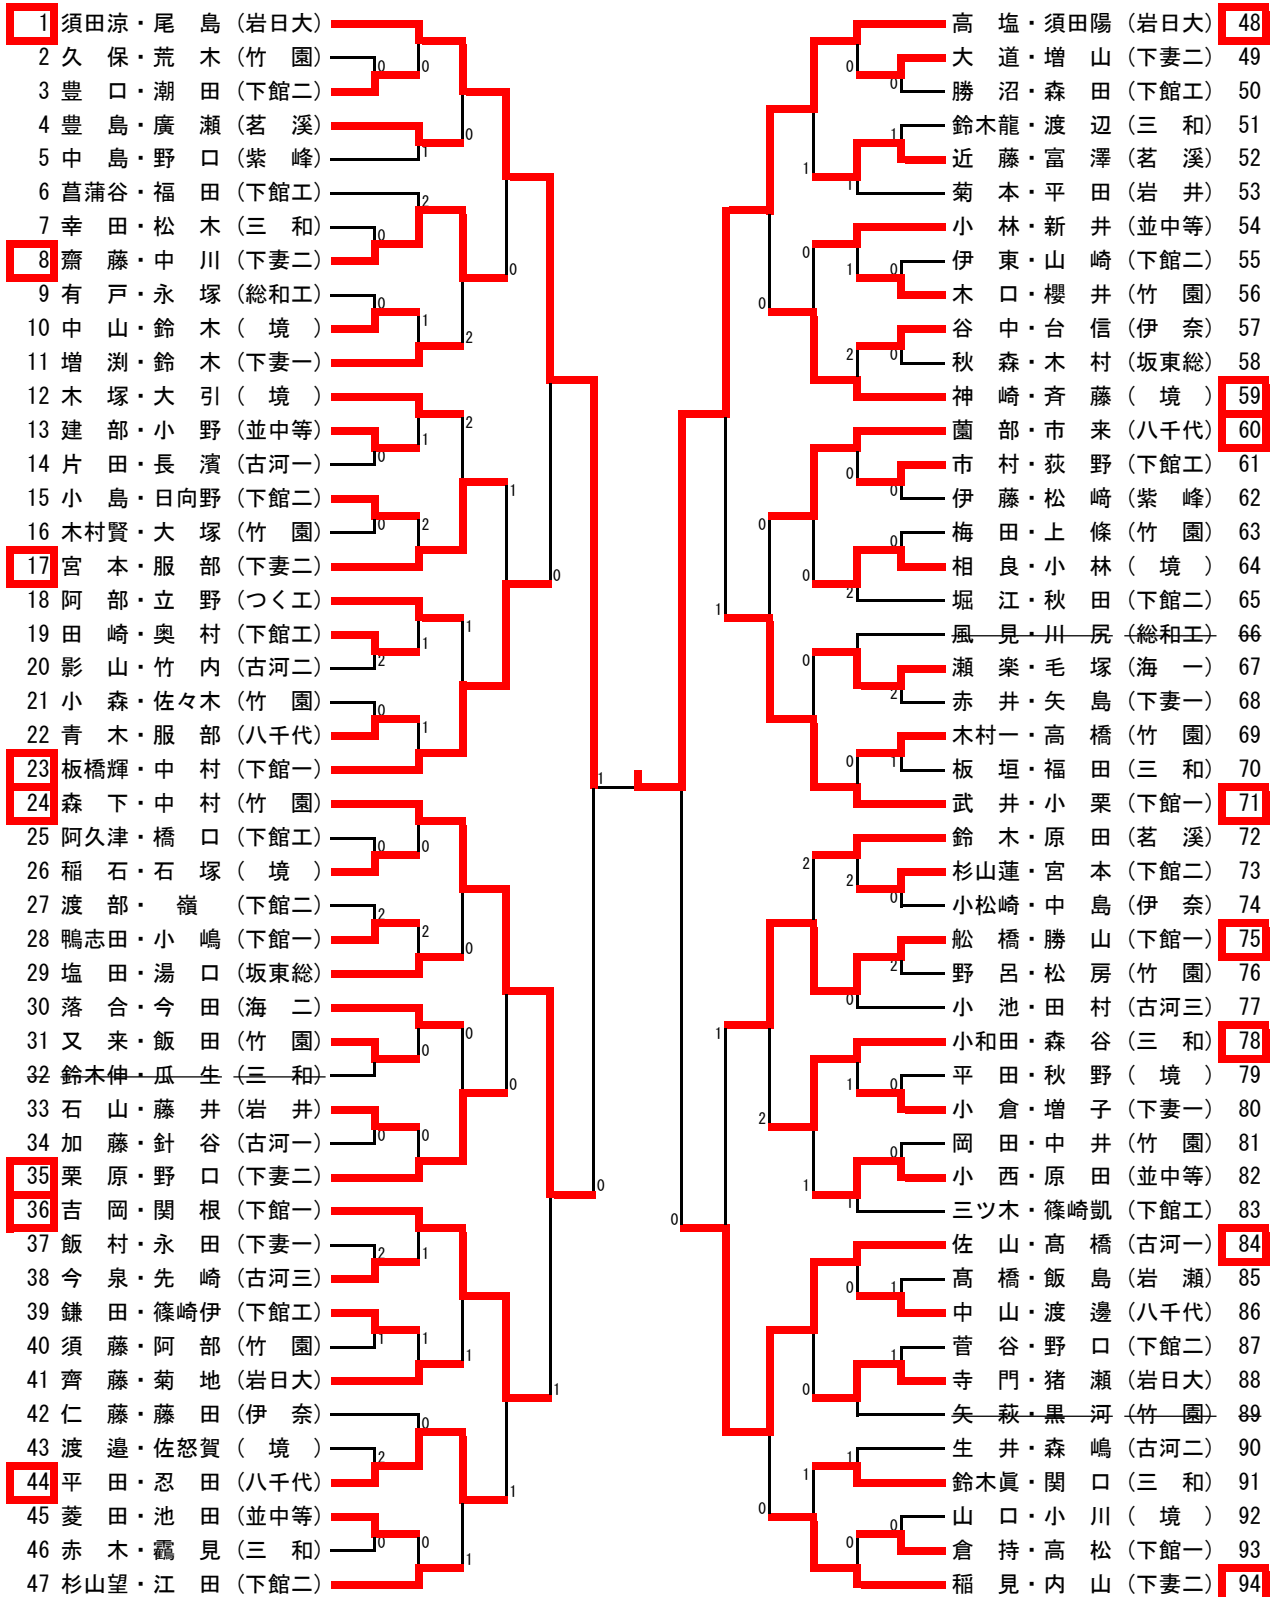 1 須田涼・尾　島 (岩日大)
2 久　保・荒　木 (竹　園)
3 豊　口・潮　田 (下館二)
4 豊　島・廣　瀬 (茗　溪)
5 中　島・野　口 (紫　峰)
6 菖蒲谷・福　田 (下館工)
7 幸　田・松　木 (三　和)
8 齋　藤・中　川 (下妻二)
9 有　戸・永　塚 (総和工)
10 中　山・鈴　木 (　境　)
11 増　渕・鈴　木 (下妻一)
12 木　塚・大　引 (　境　)
13 建　部・小　野 (並中等)
14 片　田・長　濱 (古河一)
15 小　島・日向野 (下館二)
16 木村賢・大　塚 (竹　園)
17 宮　本・服　部 (下妻二)
18 阿　部・立　野 (つく工)
19 田　崎・奥　村 (下館工)
20 影　山・竹　内 (古河二)
21 小　森・佐々木 (竹　園)
22 青　木・服　部 (八千代)
23 板橋輝・中　村 (下館一)
24 森　下・中　村 (竹　園)
25 阿久津・橋　口 (下館工)
26 稲　石・石　塚 (　境　)
27 渡　部・　嶺　 (下館二)
28 鴨志田・小　嶋 (下館一)
29 塩　田・湯　口 (坂東総)
30 落　合・今　田 (海　二)
31 又　来・飯　田 (竹　園)
32 鈴木伸・瓜　生 (三　和)
33 石　山・藤　井 (岩　井)
34 加　藤・針　谷 (古河一)
35 栗　原・野　口 (下妻二)
36 吉　岡・関　根 (下館一)
37 飯　村・永　田 (下妻一)
38 今　泉・先　崎 (古河三)
39 鎌　田・篠崎伊 (下館工)
40 須　藤・阿　部 (竹　園)
41 齊　藤・菊　地 (岩日大)
42 仁　藤・藤　田 (伊　奈)
43 渡　邉・佐怒賀 (　境　)
44 平　田・忍　田 (八千代)
45 菱　田・池　田 (並中等)
46 赤　木・靏　見 (三　和)
47 杉山望・江　田 (下館二)
高　塩・須田陽 (岩日大) 48
大　道・増　山 (下妻二) 49
勝　沼・森　田 (下館工) 50
鈴木龍・渡　辺 (三　和) 51
近　藤・富　澤 (茗　溪) 52
菊　本・平　田 (岩　井) 53
小　林・新　井 (並中等) 54
伊　東・山　崎 (下館二) 55
木　口・櫻　井 (竹　園) 56
谷　中・台　信 (伊　奈) 57
秋　森・木　村 (坂東総) 58
神　崎・斉　藤 (　境　) 59
薗　部・市　来 (八千代) 60
市　村・荻　野 (下館工) 61
伊　藤・松　﨑 (紫　峰) 62
梅　田・上　條 (竹　園) 63
相　良・小　林 (　境　) 64
堀　江・秋　田 (下館二) 65
風　見・川　尻 (総和工) 66
瀬　楽・毛　塚 (海　一) 67
赤　井・矢　島 (下妻一) 68
木村一・高　橋 (竹　園) 69
板　垣・福　田 (三　和) 70
武　井・小　栗 (下館一) 71
鈴　木・原　田 (茗　溪) 72
杉山蓮・宮　本 (下館二) 73
小松崎・中　島 (伊　奈) 74
舩　橋・勝　山 (下館一) 75
野　呂・松　房 (竹　園) 76
小　池・田　村 (古河三) 77
小和田・森　谷 (三　和) 78
平　田・秋　野 (　境　) 79
小　倉・増　子 (下妻一) 80
岡　田・中　井 (竹　園) 81
小　西・原　田 (並中等) 82
三ツ木・篠崎凱 (下館工) 83
佐　山・髙　橋 (古河一) 84
髙　橋・飯　島 (岩　瀬) 85
中　山・渡　邊 (八千代) 86
菅　谷・野　口 (下館二) 87
寺　門・猪　瀬 (岩日大) 88
矢　萩・黒　河 (竹　園) 89
生　井・森　嶋 (古河二) 90
鈴木眞・関　口 (三　和) 91
山　口・小　川 (　境　) 92
倉　持・高　松 (下館一) 93
稲　見・内　山 (下妻二) 94